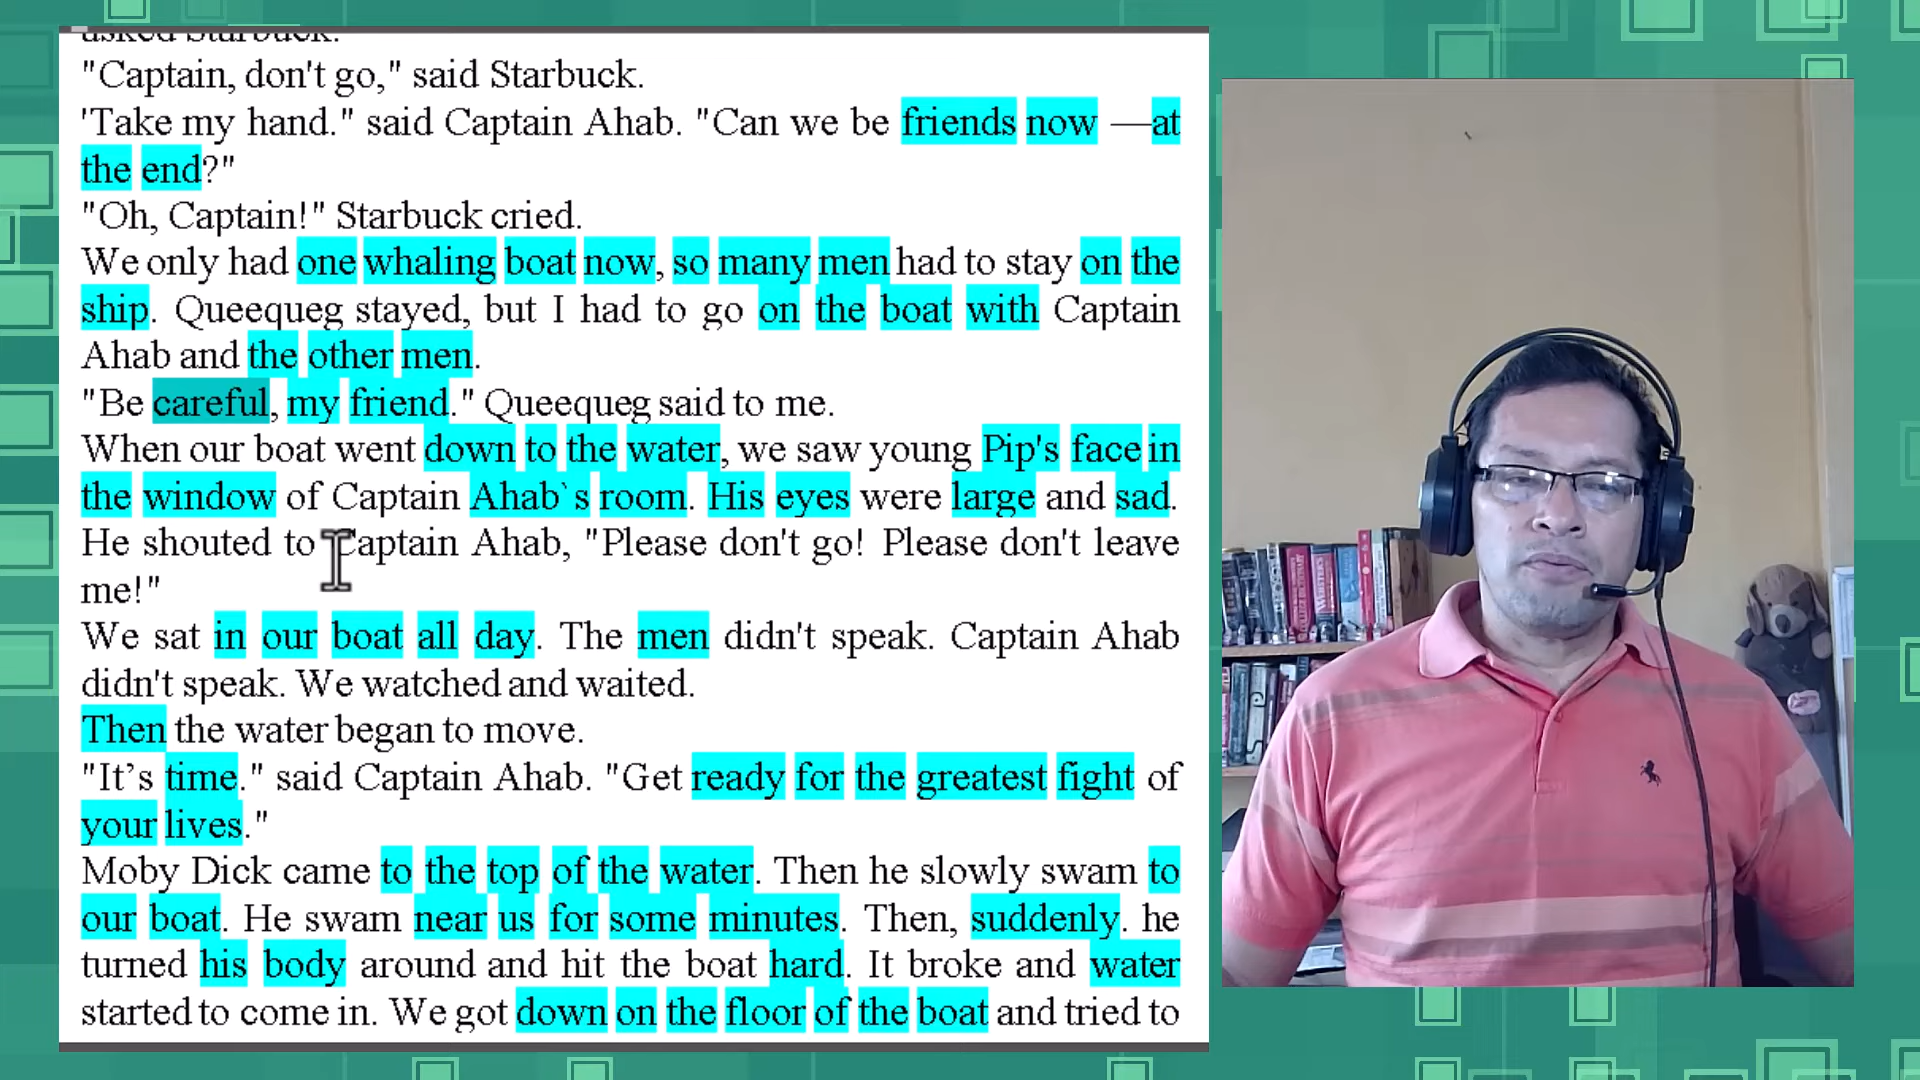 asked Starbuck.
"Captain, don't go," said Starbuck.
'Take my hand." said Captain Ahab. "Can we be friends now —at
the end?"
"Oh, Captain!" Starbuck cried.
We only had one whaling boat now, so many men had to stay on the
ship. Queequeg stayed, but I had to go on the boat with Captain
Ahab and the other men.
"Be careful, my friend." Queequeg said to me.
When our boat went down to the water, we saw young Pip's face in
the window of Captain Ahab`s room. His eyes were large and sad.
He shouted to Captain Ahab, "Please don't go! Please don't leave
me!"
We sat in our boat all day. The men didn't speak. Captain Ahab
didn't speak. We watched and waited.
Then the water began to move.
"It’s time." said Captain Ahab. "Get ready for the greatest fight of
your lives."
Moby Dick came to the top of the water. Then he slowly swam to
our boat. He swam near us for some minutes. Then, suddenly. he
turned his body around and hit the boat hard. It broke and water
started to come in. We got down on the floor of the boat and tried to